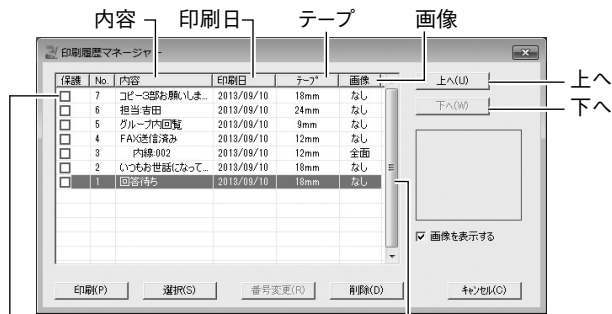 内容 印刷日 テープ 画像
印刷履歴マネージャー
保護 No. 内容 印刷日 テープ 画像 上へ(U) 上へ
7 コピー3部お願いしま... 2013/09/10 18mm なし 下へ(W) 下へ
6 担当:吉田 2013/09/10 24mm なし
5 グループ内回覧 2013/09/10 9mm なし
4 FAX送信済み 2013/09/10 12mm なし
3 内線:002 2013/09/10 12mm 全面
2 いつもお世話になって... 2013/09/10 18mm なし
1 回答待ち 2013/09/10 18mm なし
画像を表示する
印刷(P) 選択(S) 番号変更(R) 削除(D) キャンセル(C)